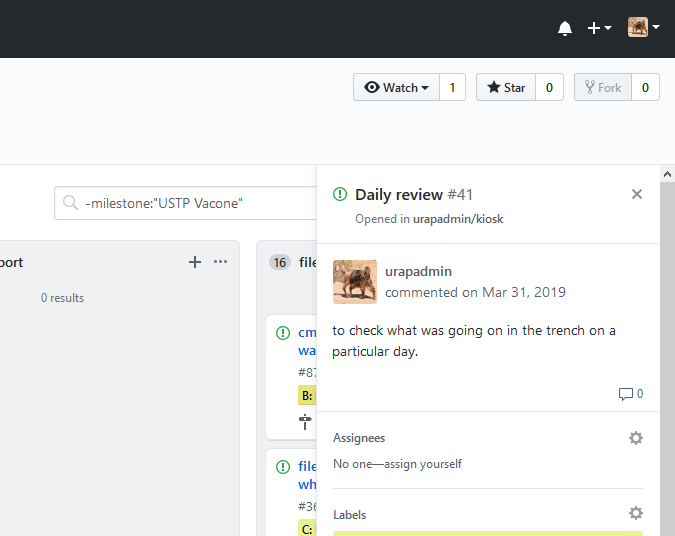 Watch 1 Star 0 Fork 0
-milestone:"USTP Vacone"
port
0 results
16 file
cm
wa
#87
B:
file
wh
#36
C:
Daily review #41
Opened in urapadmin/kiosk
urapadmin
commented on Mar 31, 2019
to check what was going on in the trench on a
particular day.
0
Assignees
No one—assign yourself
Labels